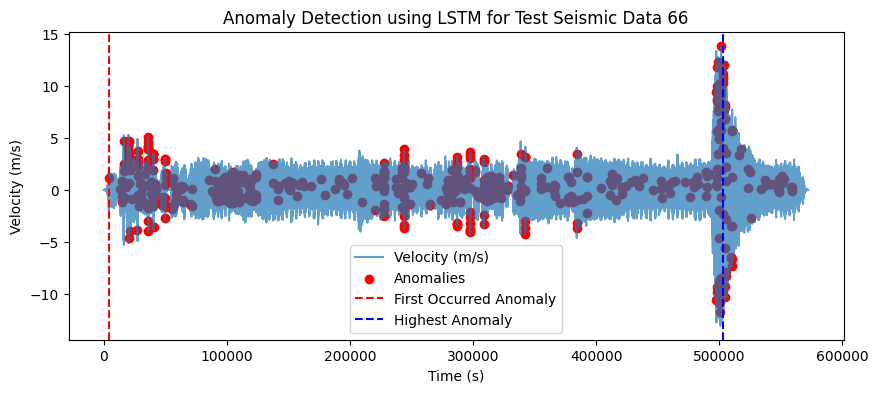 Anomaly Detection using LSTM for Test Seismic Data 66
Velocity (m/s)
15
10
5
0
−5
−10
Velocity (m/s)
Anomalies
First Occurred Anomaly
Highest Anomaly
0 100000 200000 300000 400000 500000 600000
Time (s)